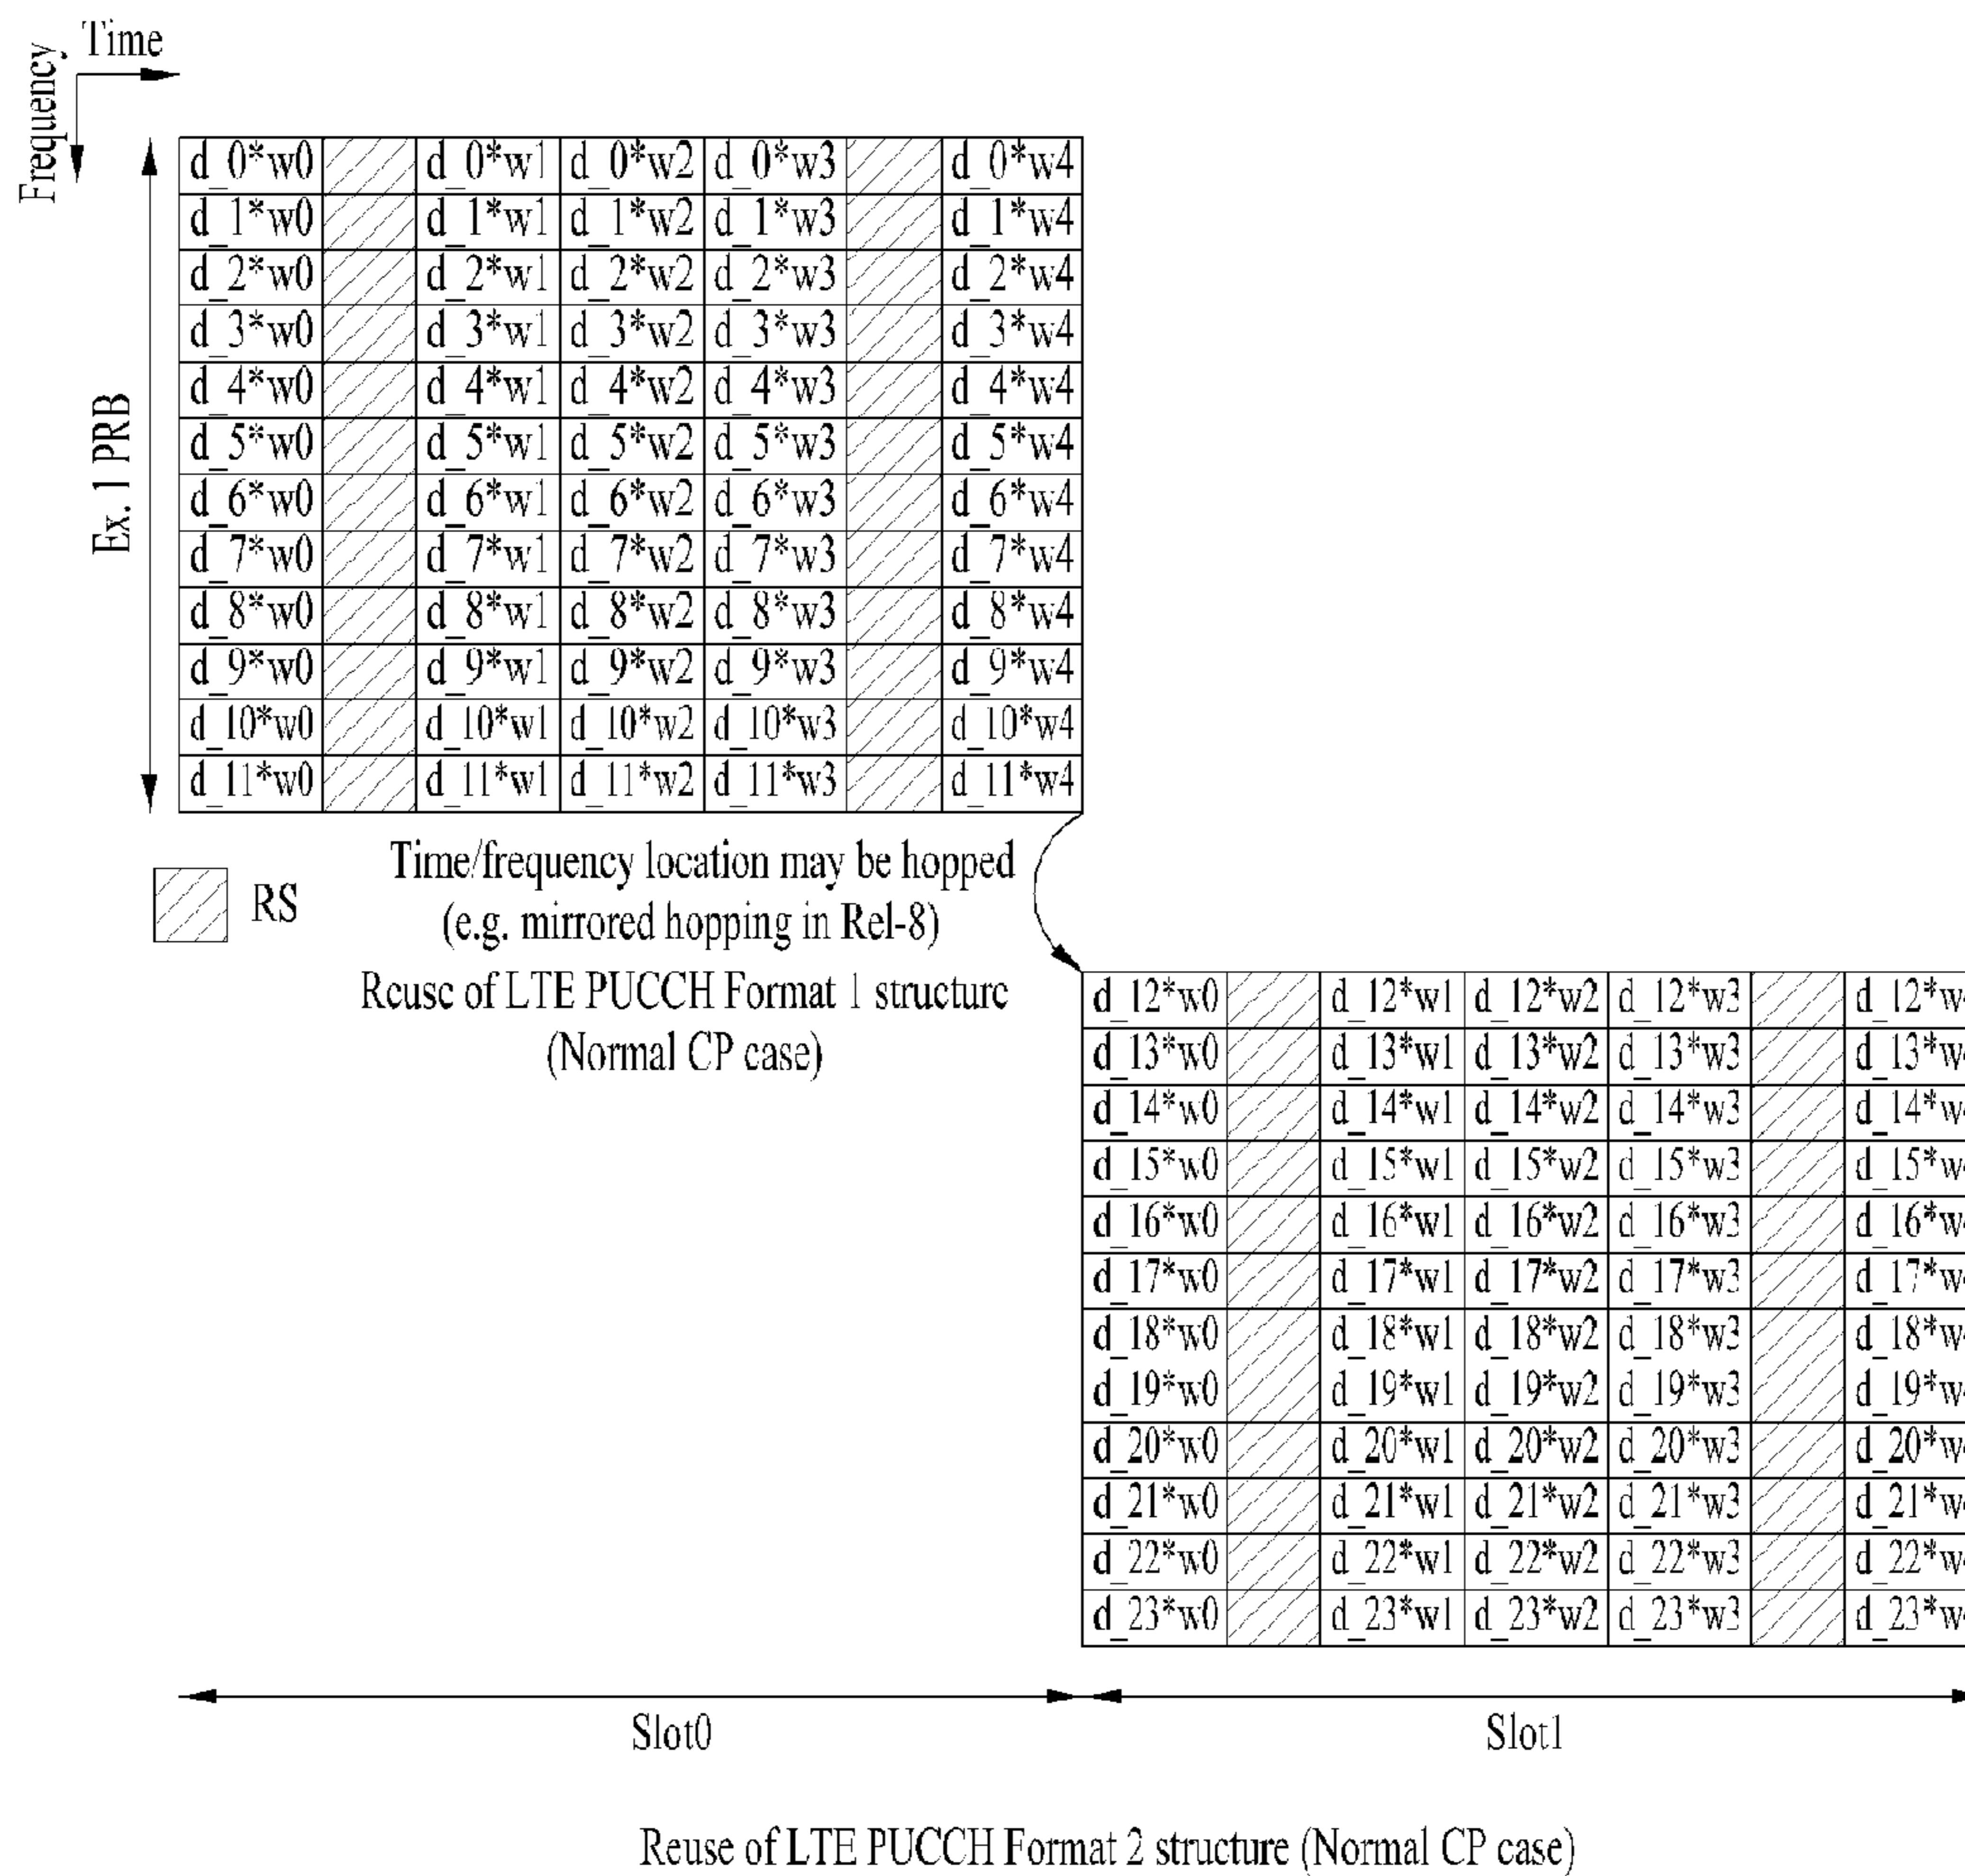 Time
Frequency
Ex. 1 PRB
d_0*w0 d_0*w1 d_0*w2 d_0*w3 d_0*w4
d_1*w0 d_1*w1 d_1*w2 d_1*w3 d_1*w4
d_2*w0 d_2*w1 d_2*w2 d_2*w3 d_2*w4
d_3*w0 d_3*w1 d_3*w2 d_3*w3 d_3*w4
d_4*w0 d_4*w1 d_4*w2 d_4*w3 d_4*w4
d_5*w0 d_5*w1 d_5*w2 d_5*w3 d_5*w4
d_6*w0 d_6*w1 d_6*w2 d_6*w3 d_6*w4
d_7*w0 d_7*w1 d_7*w2 d_7*w3 d_7*w4
d_8*w0 d_8*w1 d_8*w2 d_8*w3 d_8*w4
d_9*w0 d_9*w1 d_9*w2 d_9*w3 d_9*w4
d_10*w0 d_10*w1 d_10*w2 d_10*w3 d_10*w4
d_11*w0 d_11*w1 d_11*w2 d_11*w3 d_11*w4
RS
Time/frequency location may be hopped
(e.g. mirrored hopping in Rel-8)
Reuse of LTE PUCCH Format 1 structure
(Normal CP case)
d_12*w0 d_12*w1 d_12*w2 d_12*w3
d_13*w0 d_13*w1 d_13*w2 d_13*w3
d_14*w0 d_14*w1 d_14*w2 d_14*w3
d_15*w0 d_15*w1 d_15*w2 d_15*w3
d_16*w0 d_16*w1 d_16*w2 d_16*w3
d_17*w0 d_17*w1 d_17*w2 d_17*w3
d_18*w0 d_18*w1 d_18*w2 d_18*w3
d_19*w0 d_19*w1 d_19*w2 d_19*w3
d_20*w0 d_20*w1 d_20*w2 d_20*w3
d_21*w0 d_21*w1 d_21*w2 d_21*w3
d_22*w0 d_22*w1 d_22*w2 d_22*w3
d_23*w0 d_23*w1 d_23*w2 d_23*w3
Slot0 Slot1
Reuse of LTE PUCCH Format 2 structure (Normal CP case)